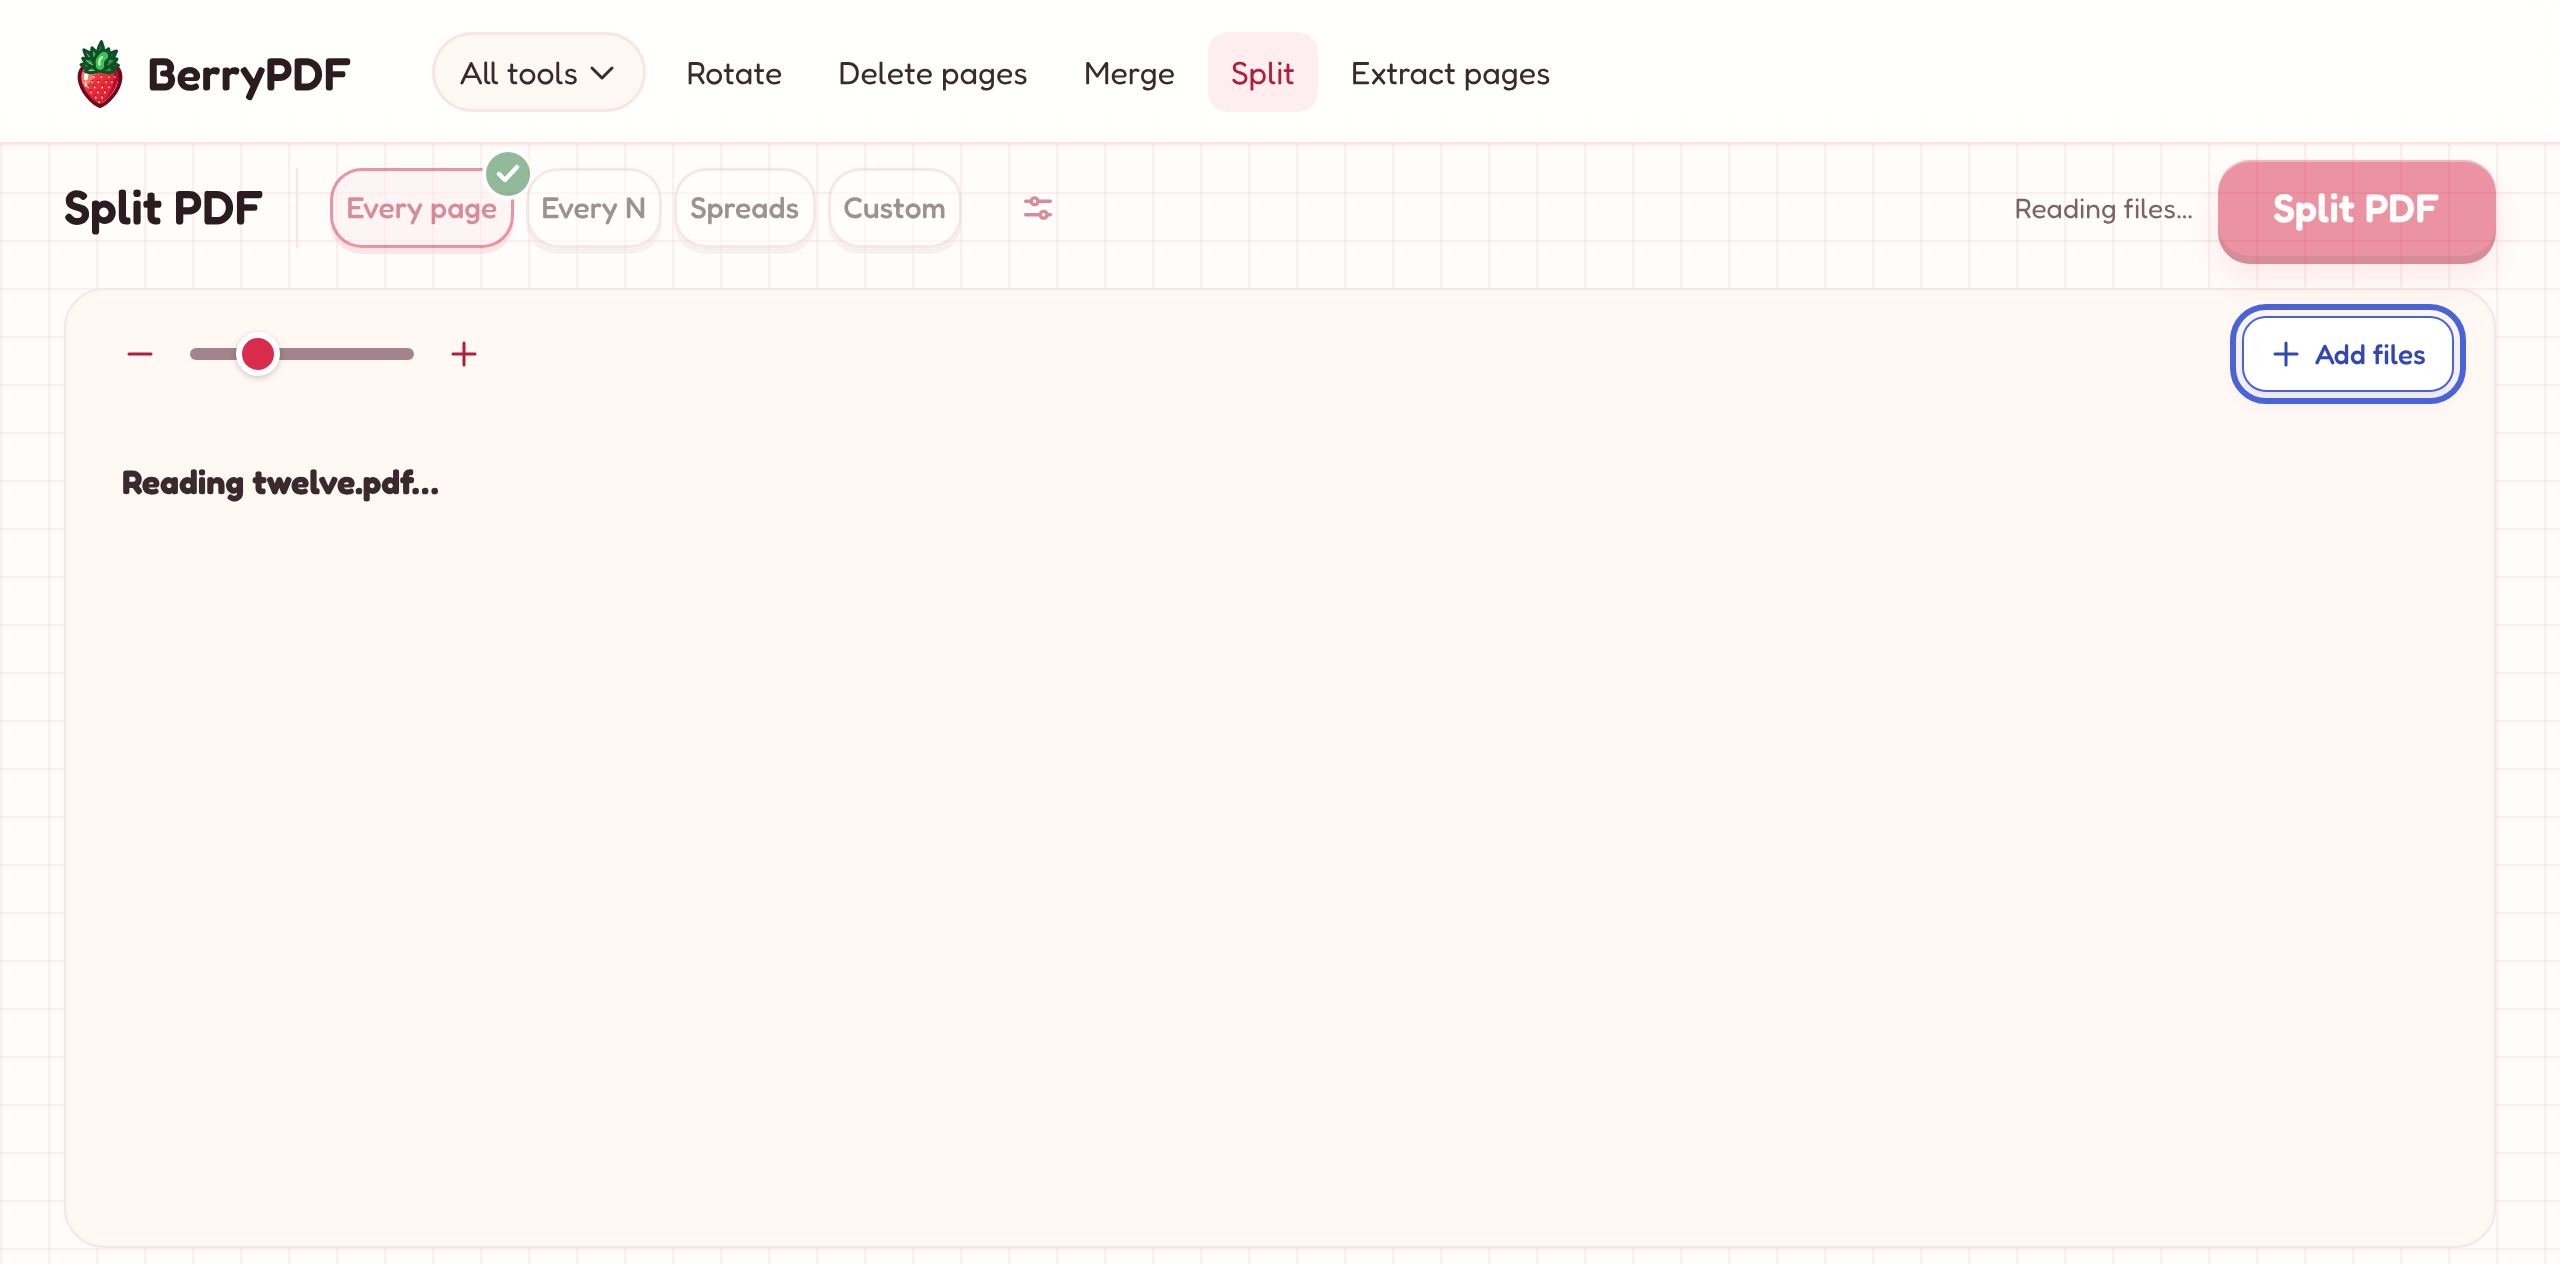 BerryPDF
All tools
Rotate
Delete pages
Merge
Split
Extract pages
Split PDF
Every page
Every N
Spreads
Custom
Reading files...
Split PDF
Add files
Reading twelve.pdf...